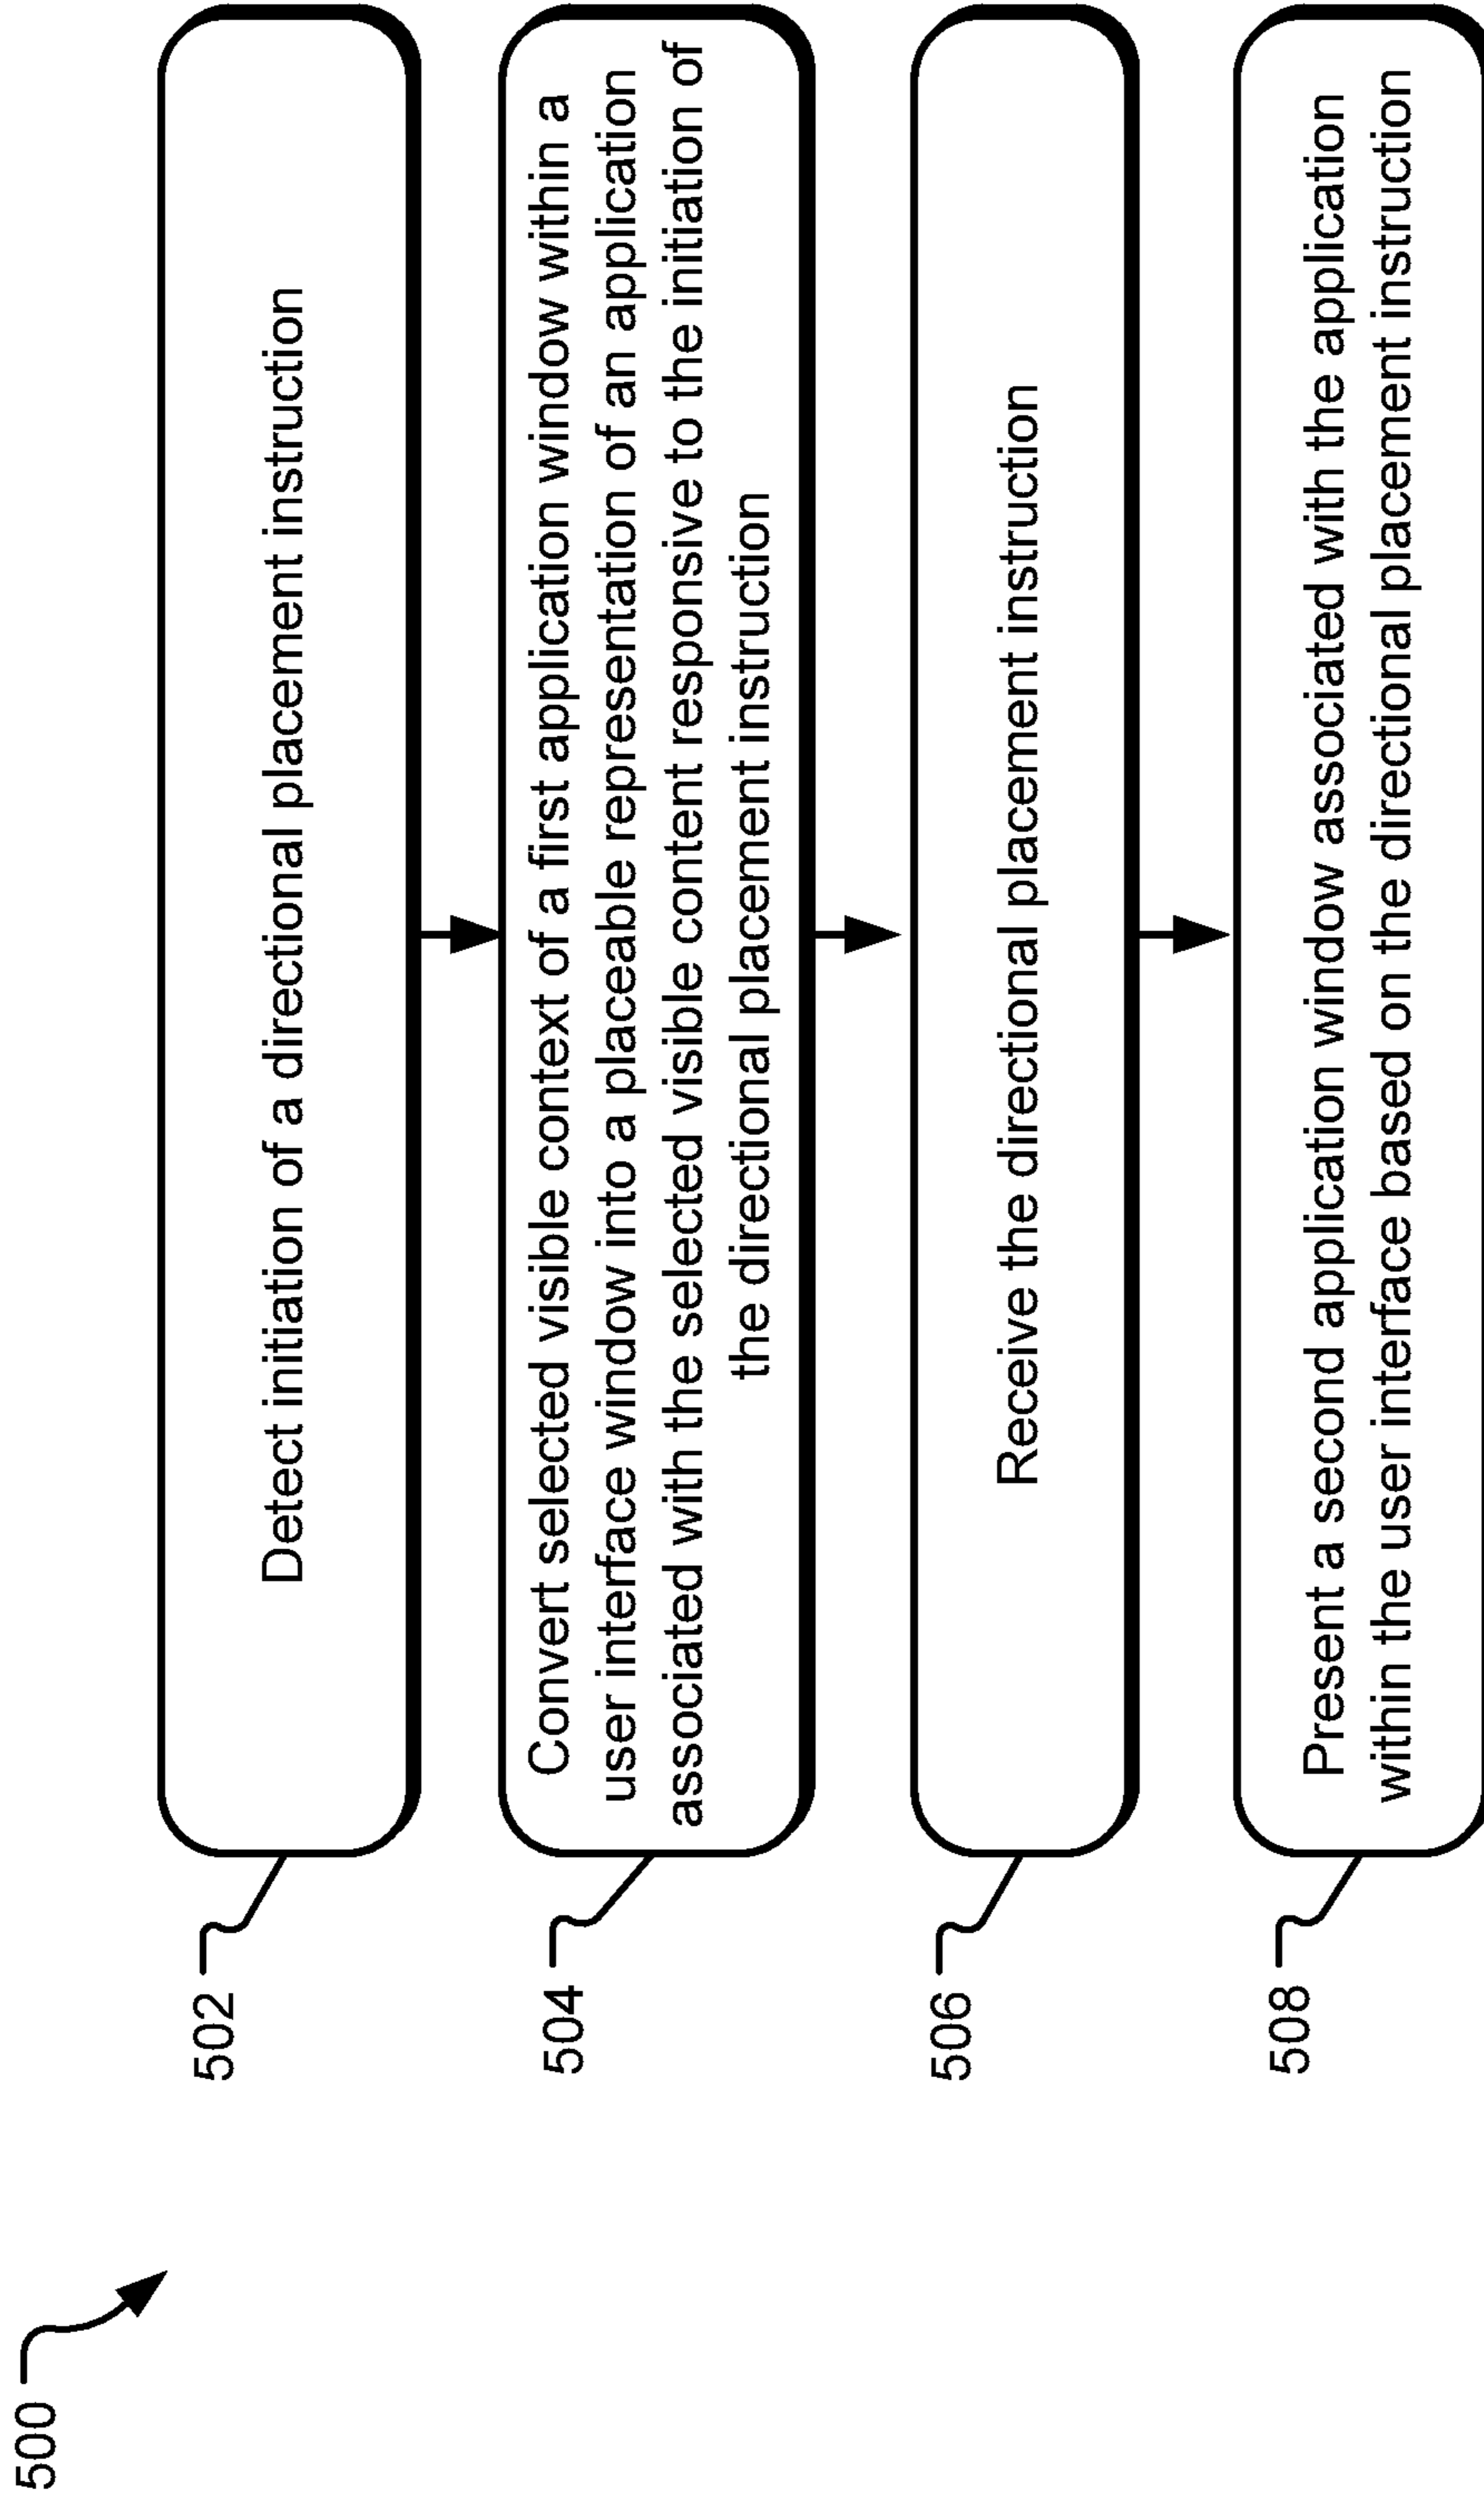 500
502
Detect initiation of a directional placement instruction
504
Convert selected visible context of a first application window within a
user interface window into a placeable representation of an application
associated with the selected visible content responsive to the initiation of
the directional placement instruction
506
Receive the directional placement instruction
508
Present a second application window associated with the application
within the user interface based on the directional placement instruction